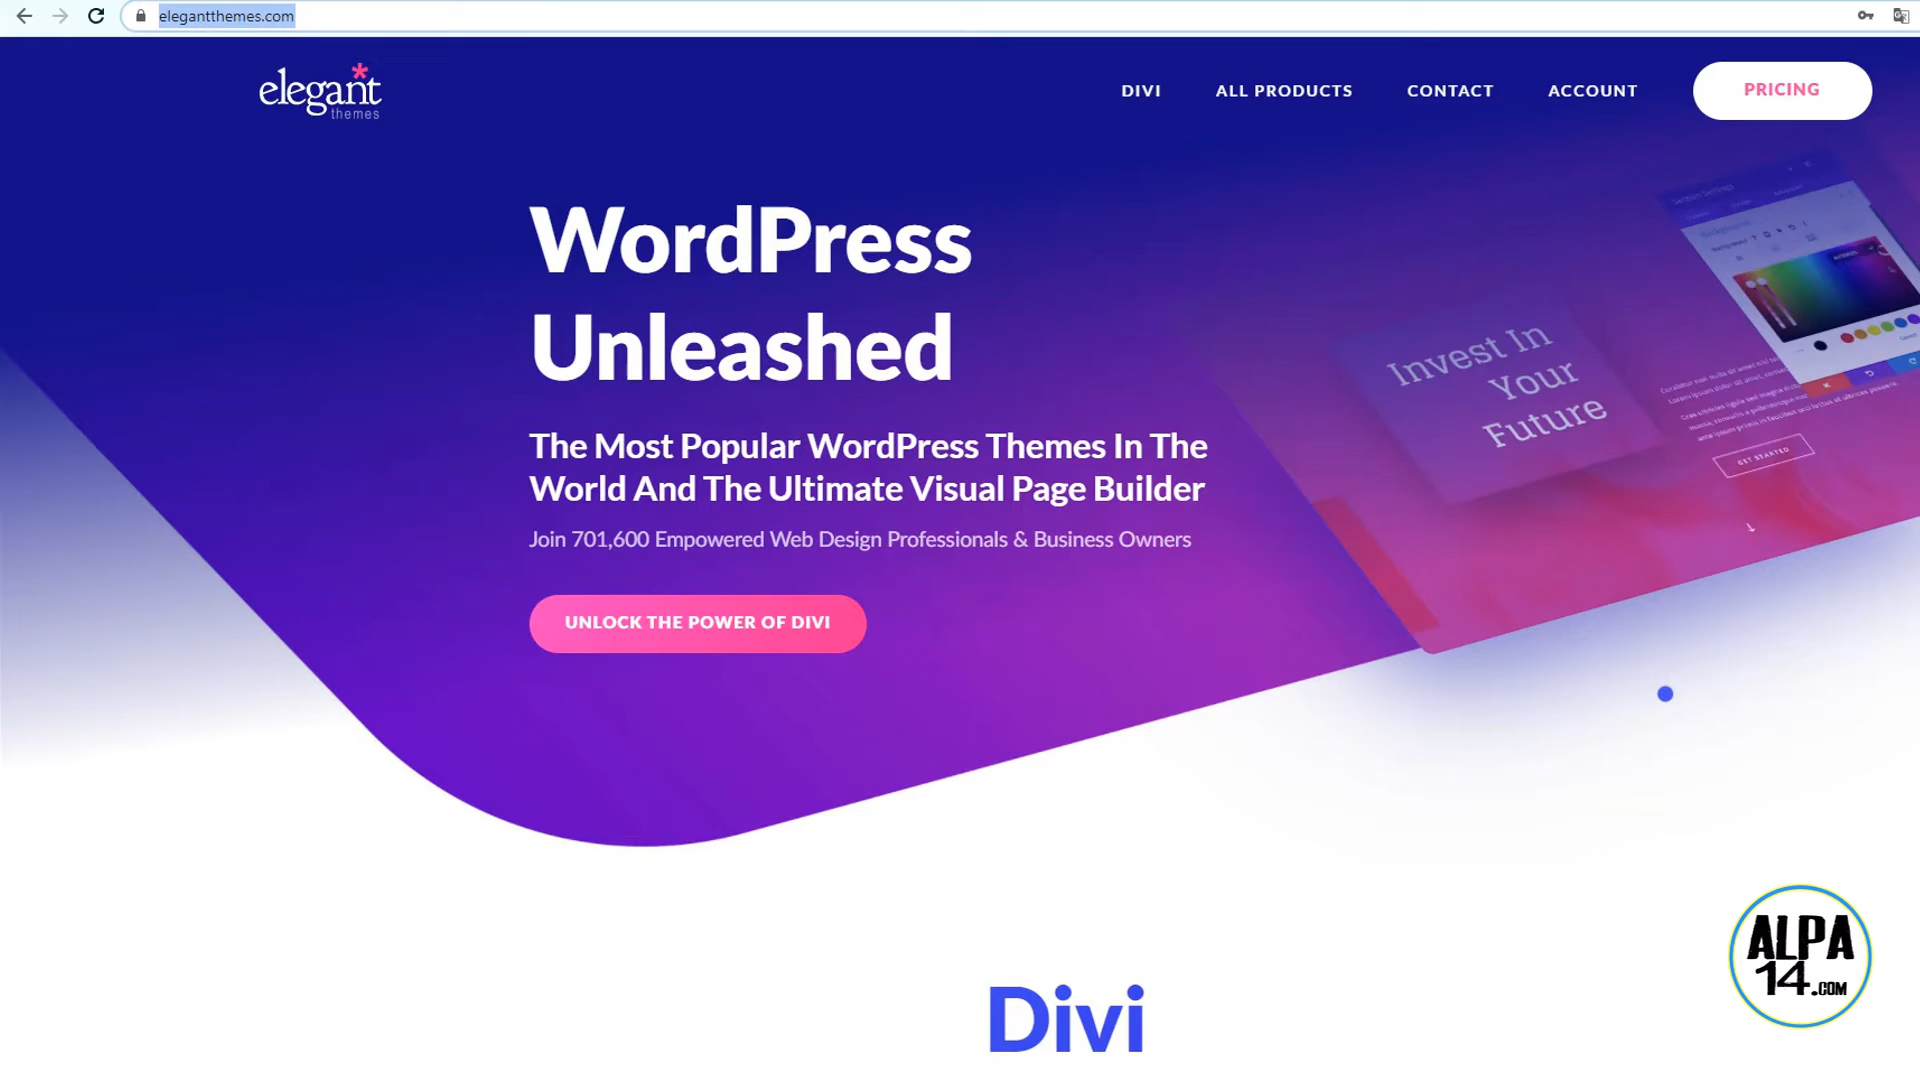 elegantthemes.com
elegant
themes
DIVI
ALL PRODUCTS
CONTACT
ACCOUNT
PRICING
WordPress
Unleashed
The Most Popular WordPress Themes In The
World And The Ultimate Visual Page Builder
Join 701,600 Empowered Web Design Professionals & Business Owners
UNLOCK THE POWER OF DIVI
Invest In
Your
Future
GET STARTED
Divi
ALPA
14.COM